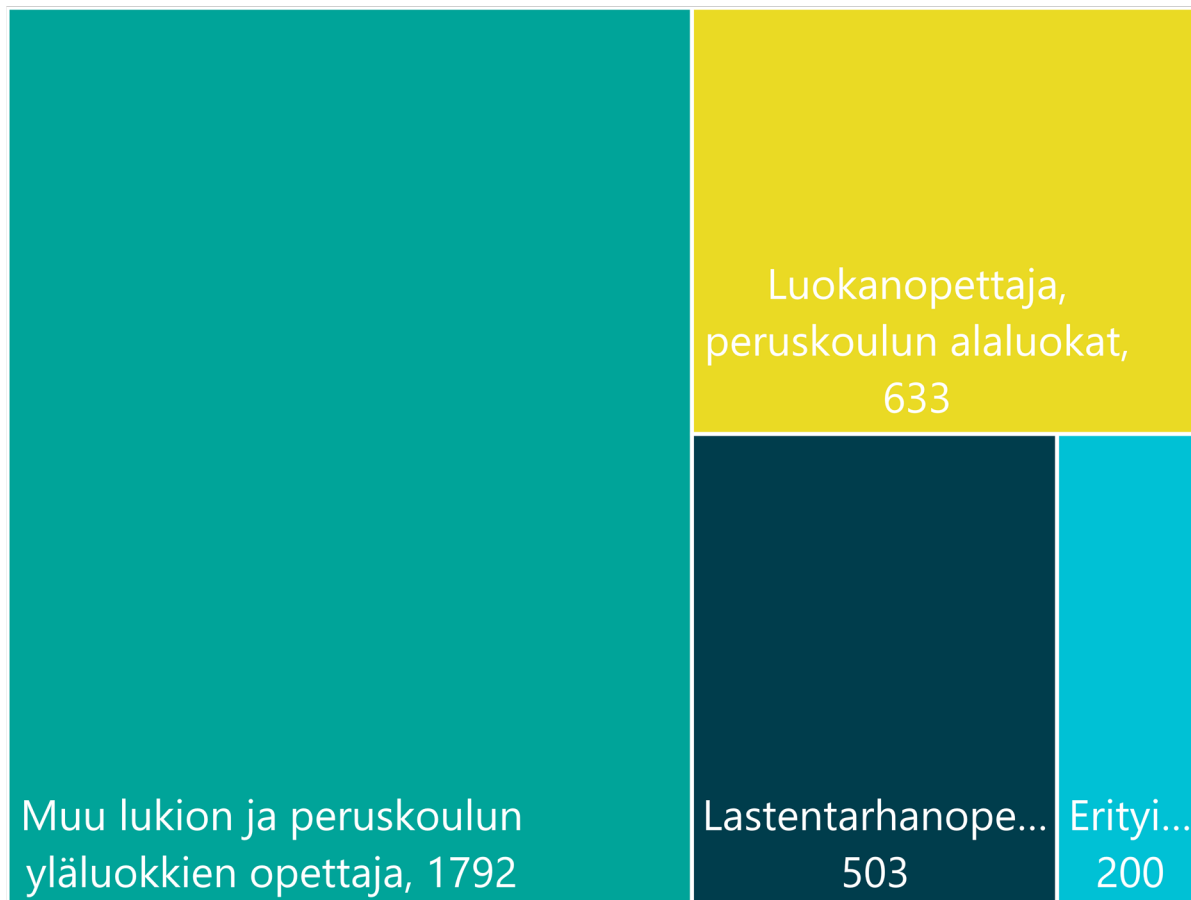 Muu lukion ja peruskoulun
yläluokkien opettaja, 1792
Luokanopettaja,
peruskoulun alaluokat,
633
Lastentarhanope...
503
Erityi...
200